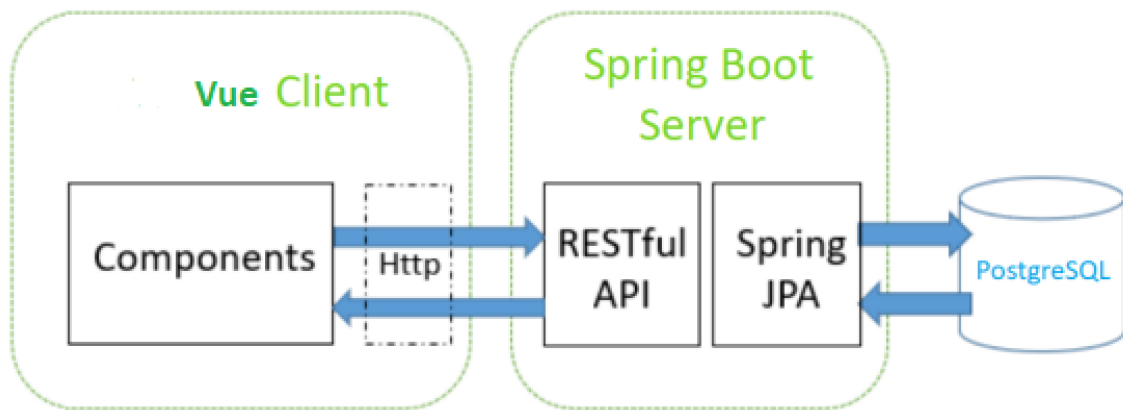 Vue Client
Spring Boot
Server
Components
Http
RESTful
API
Spring
JPA
PostgreSQL